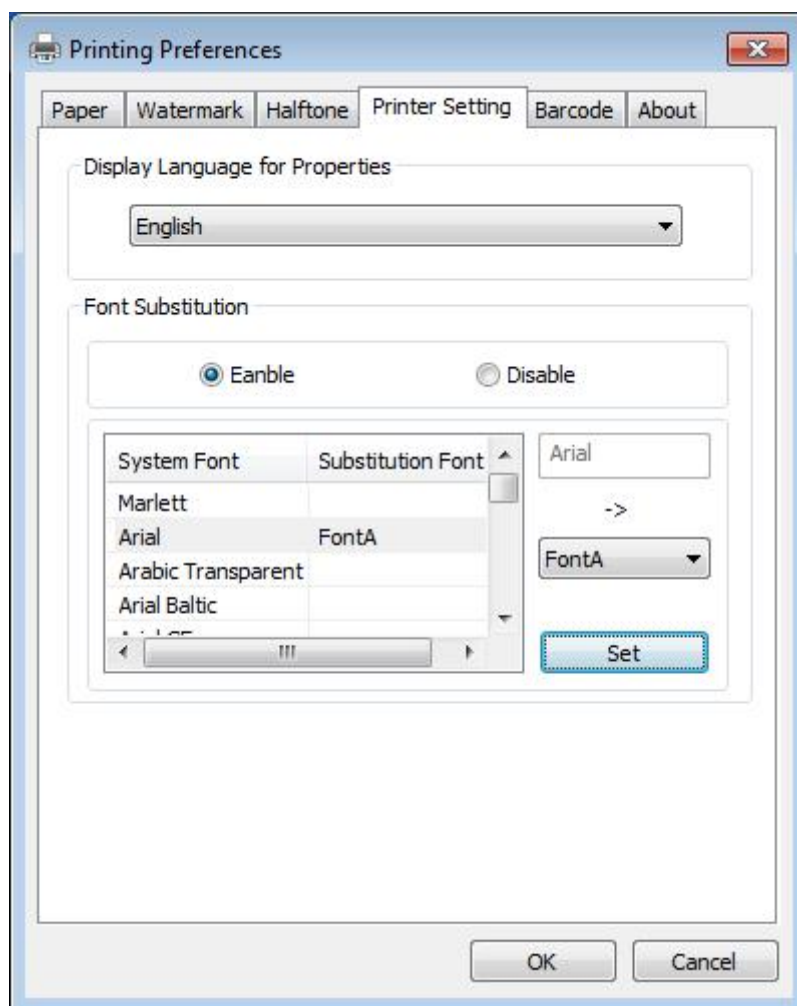 Printing Preferences
Paper Watermark Halftone Printer Setting Barcode About
Display Language for Properties
English
Font Substitution
Eanble Disable
System Font Substitution Font
Marlett
Arial FontA
Arabic Transparent
Arial Baltic
Arial
->
FontA
Set
OK Cancel